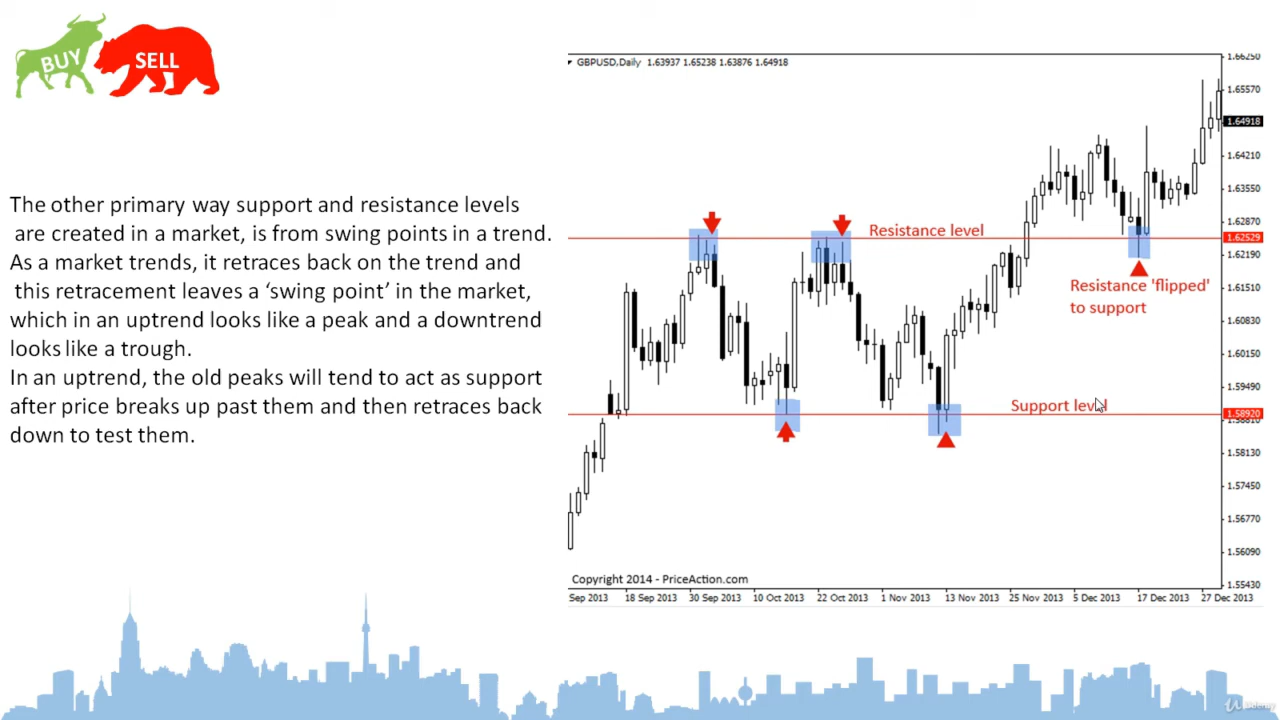 BUY
SELL
The other primary way support and resistance levels
are created in a market, is from swing points in a trend.
As a market trends, it retraces back on the trend and
this retracement leaves a ‘swing point’ in the market,
which in an uptrend looks like a peak and a downtrend
looks like a trough.
In an uptrend, the old peaks will tend to act as support
after price breaks up past them and then retraces back
down to test them.
GBPUSD,Daily 1.63937 1.65238 1.63876 1.64918
Resistance level
Resistance 'flipped'
to support
Support level
1.66250
1.65570
1.64918
1.64210
1.63550
1.62870
1.62529
1.62190
1.61510
1.60830
1.60150
1.59490
1.58920
1.58810
1.58130
1.57450
1.56770
1.56090
1.55430
Copyright 2014 - PriceAction.com
Sep 2013 18 Sep 2013 30 Sep 2013 10 Oct 2013 22 Oct 2013 1 Nov 2013 13 Nov 2013 25 Nov 2013 5 Dec 2013 17 Dec 2013 27 Dec 2013
Udemy